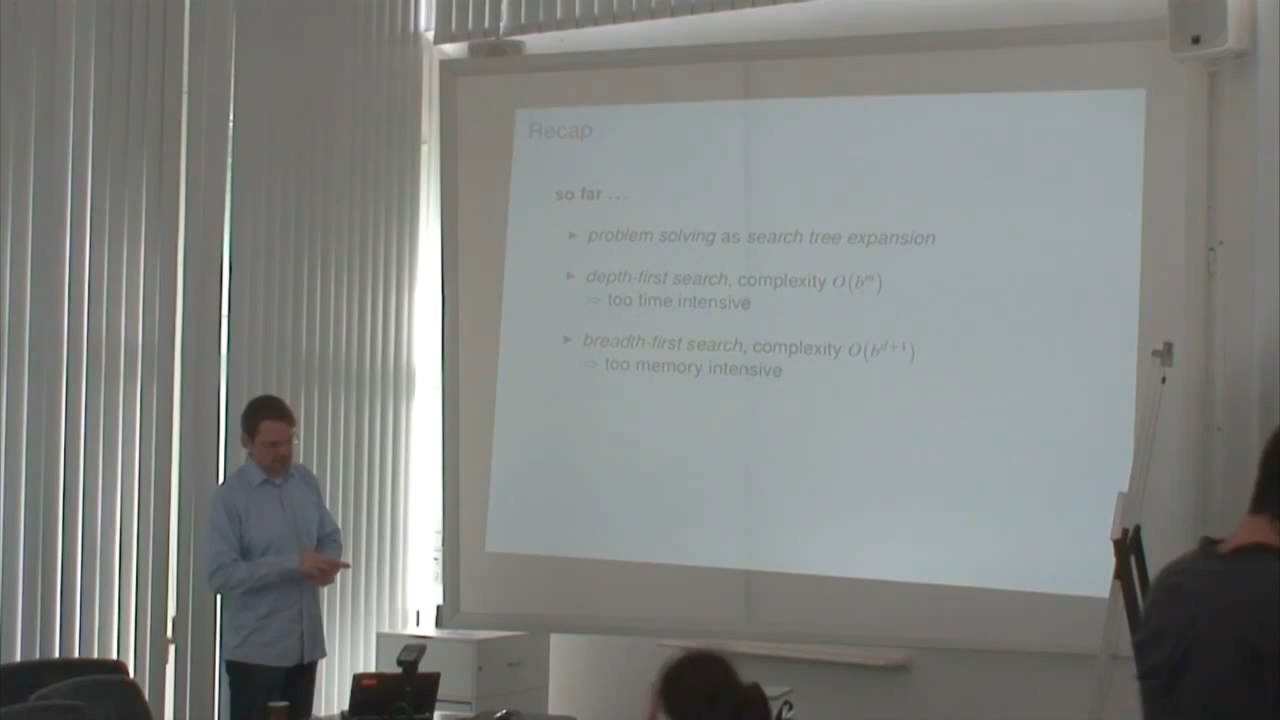 Recap
so far ...
► problem solving as search tree expansion
► depth-first search, complexity O(b^m)
⇒ too time intensive
► breadth-first search, complexity O(b^{d+1})
⇒ too memory intensive